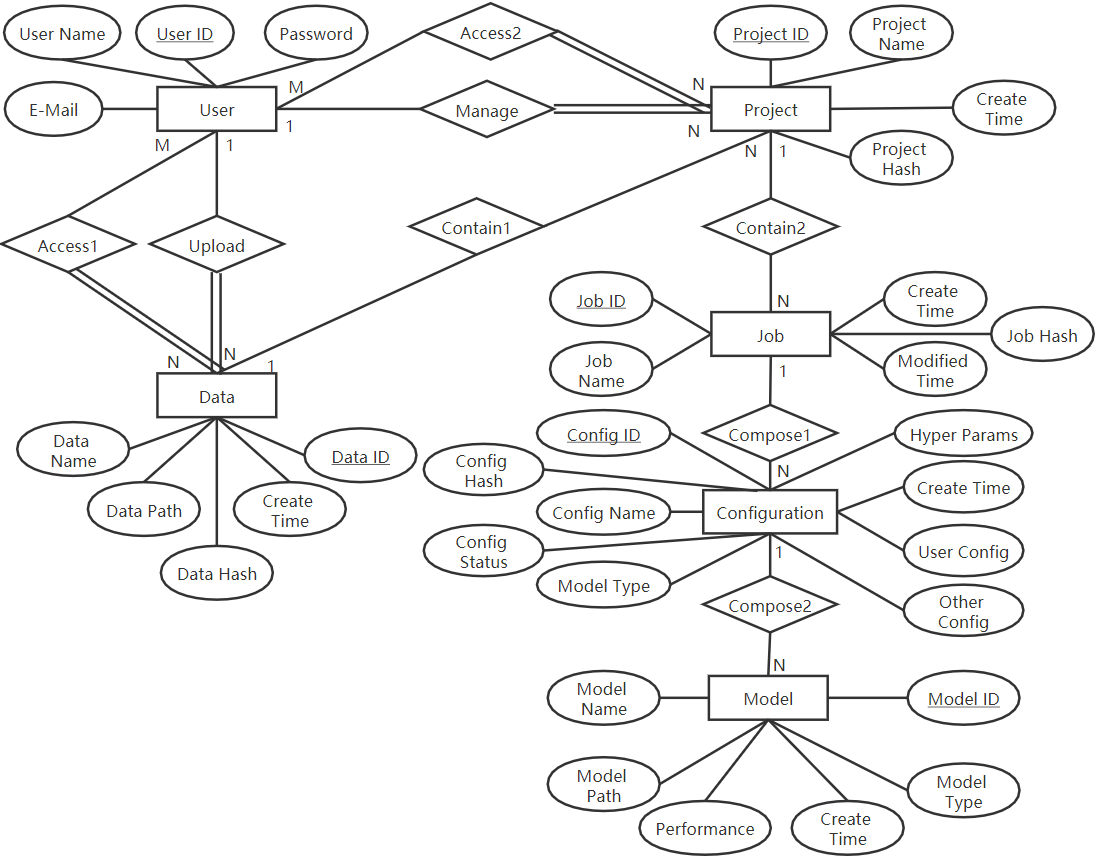 User Name
User ID
Password
Access2
Project ID
Project
Name
E-Mail
User
M
1
Manage
N
N
Project
Create
Time
M
1
N
1
Project
Hash
Access1
Upload
Contain1
Contain2
Job ID
N
Create
Time
Job
Job Hash
Job
Name
Modified
Time
N
N
1
1
Data
Data
Name
Data ID
Data Path
Create
Time
Data Hash
Config ID
Compose1
Hyper Params
Config
Hash
N
Create Time
Config Name
Configuration
Config
Status
1
User Config
Model Type
Compose2
Other
Config
N
Model
Name
Model
Model ID
Model
Path
Model
Type
Performance
Create
Time